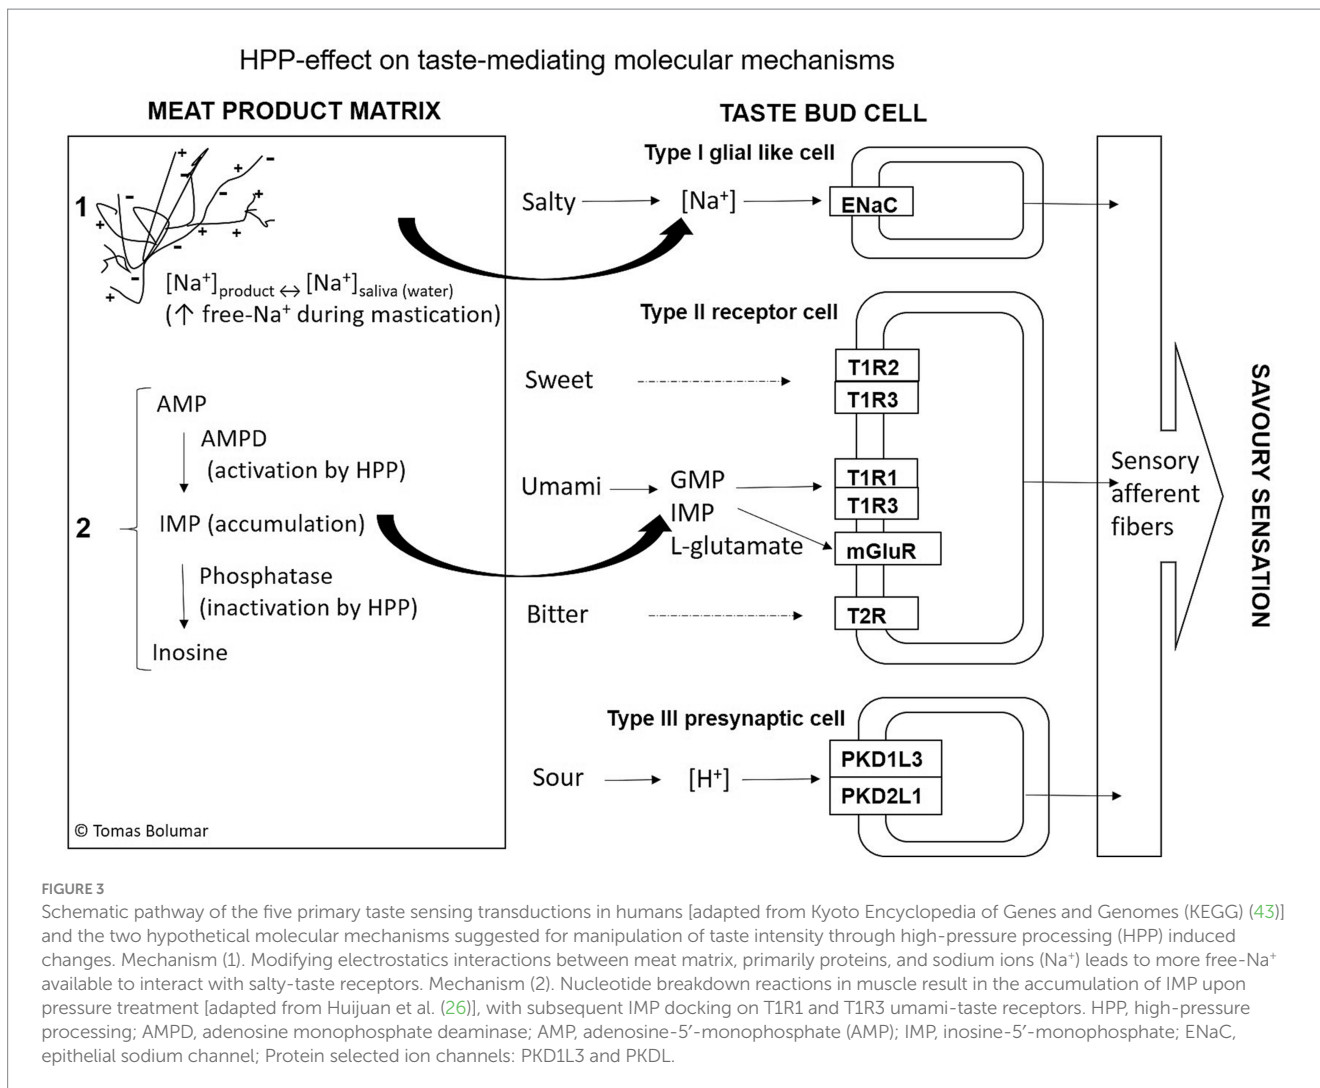 HPP-effect on taste-mediating molecular mechanisms
MEAT PRODUCT MATRIX
TASTE BUD CELL
1
+ - - + - + - + + - + - + + - +
[Na⁺]product ↔ [Na⁺]saliva (water)
(↑ free-Na⁺ during mastication)
2
AMP
AMPD
(activation by HPP)
IMP (accumulation)
Phosphatase
(inactivation by HPP)
Inosine
© Tomas Bolumar
Type I glial like cell
Salty
[Na⁺]
ENaC
Type II receptor cell
Sweet
T1R2
T1R3
Umami
GMP
IMP
L-glutamate
T1R1
T1R3
mGluR
Bitter
T2R
Type III presynaptic cell
Sour
[H⁺]
PKD1L3
PKD2L1
Sensory
afferent
fibers
SAVOURY SENSATION
FIGURE 3
Schematic pathway of the five primary taste sensing transductions in humans [adapted from Kyoto Encyclopedia of Genes and Genomes (KEGG) (43)]
and the two hypothetical molecular mechanisms suggested for manipulation of taste intensity through high-pressure processing (HPP) induced
changes. Mechanism (1). Modifying electrostatics interactions between meat matrix, primarily proteins, and sodium ions (Na⁺) leads to more free-Na⁺
available to interact with salty-taste receptors. Mechanism (2). Nucleotide breakdown reactions in muscle result in the accumulation of IMP upon
pressure treatment [adapted from Huijuan et al. (26)], with subsequent IMP docking on T1R1 and T1R3 umami-taste receptors. HPP, high-pressure
processing; AMPD, adenosine monophosphate deaminase; AMP, adenosine-5′-monophosphate (AMP); IMP, inosine-5′-monophosphate; ENaC,
epithelial sodium channel; Protein selected ion channels: PKD1L3 and PKDL.